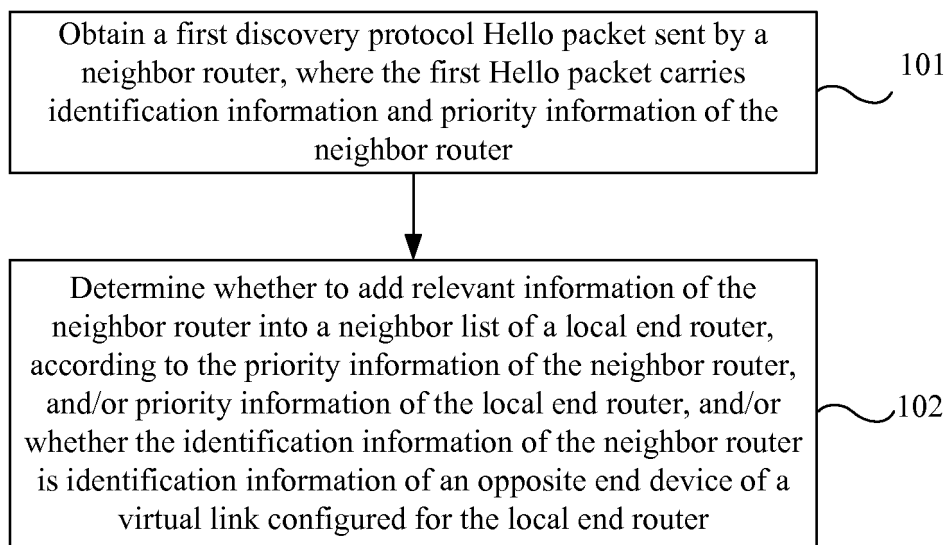 Obtain a first discovery protocol Hello packet sent by a
neighbor router, where the first Hello packet carries
identification information and priority information of the
neighbor router
101
Determine whether to add relevant information of the
neighbor router into a neighbor list of a local end router,
according to the priority information of the neighbor router,
and/or priority information of the local end router, and/or
whether the identification information of the neighbor router
is identification information of an opposite end device of a
virtual link configured for the local end router
102